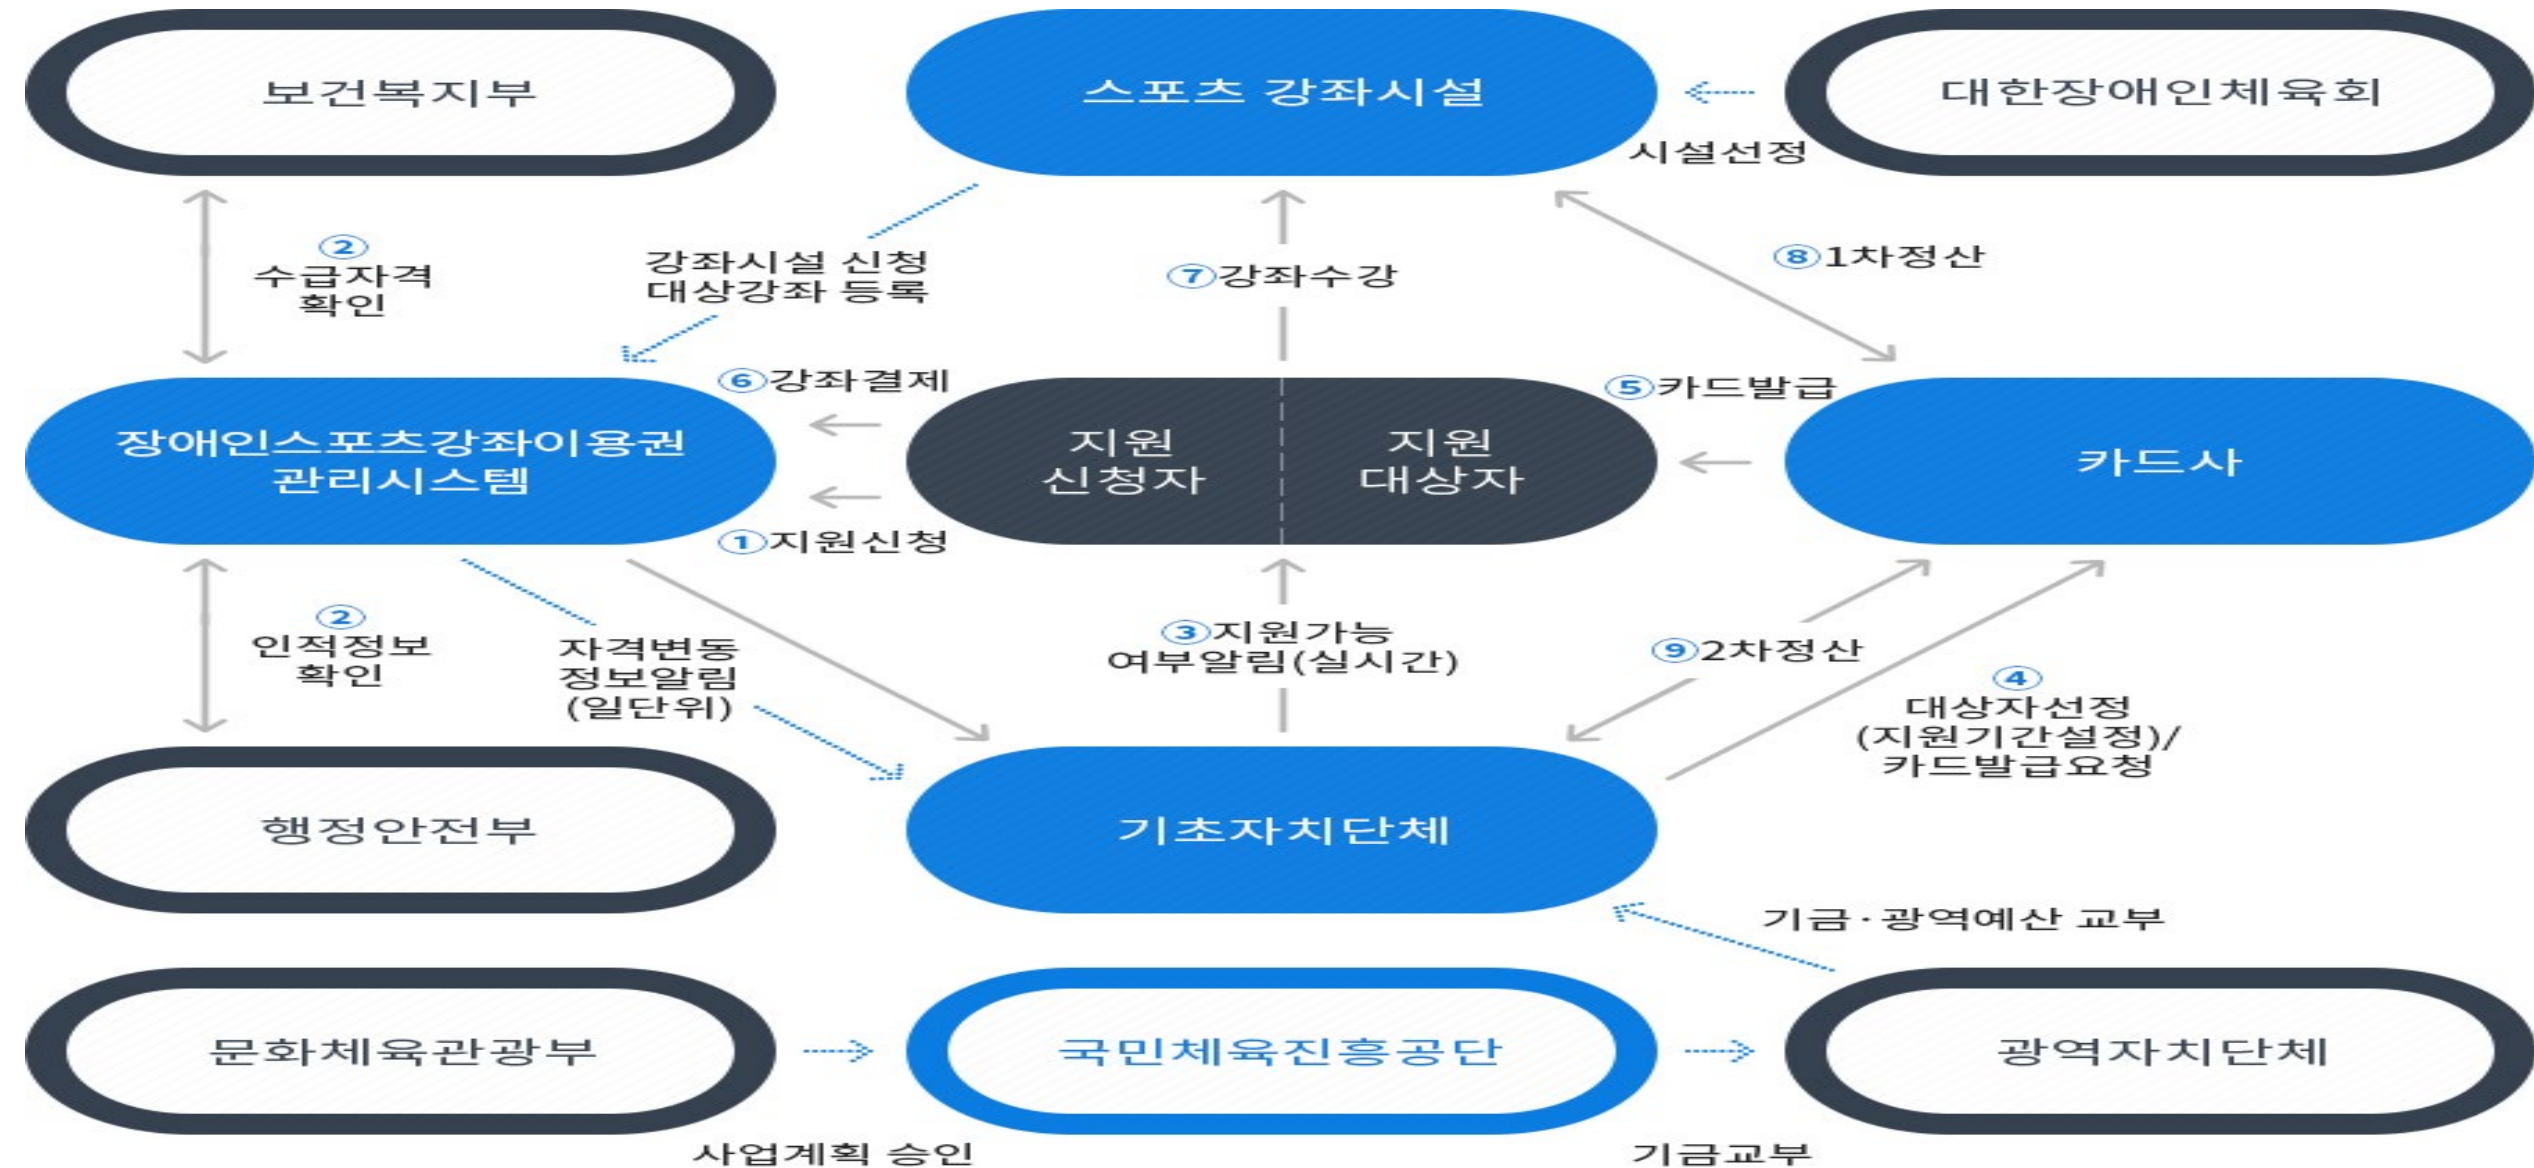 보건복지부
스포츠 강좌시설
대한장애인체육회
시설선정
②
수급자격
확인
강좌시설 신청
대상강좌 등록
⑦강좌수강
⑧1차정산
⑥강좌결제
⑤카드발급
장애인스포츠강좌이용권
관리시스템
지원
신청자
지원
대상자
카드사
①지원신청
②
인적정보
확인
자격변동
정보알림
(일단위)
③지원가능
여부알림(실시간)
⑨2차정산
④
대상자선정
(지원기간설정)/
카드발급요청
행정안전부
기초자치단체
기금·광역예산 교부
문화체육관광부
국민체육진흥공단
광역자치단체
사업계획 승인
기금교부